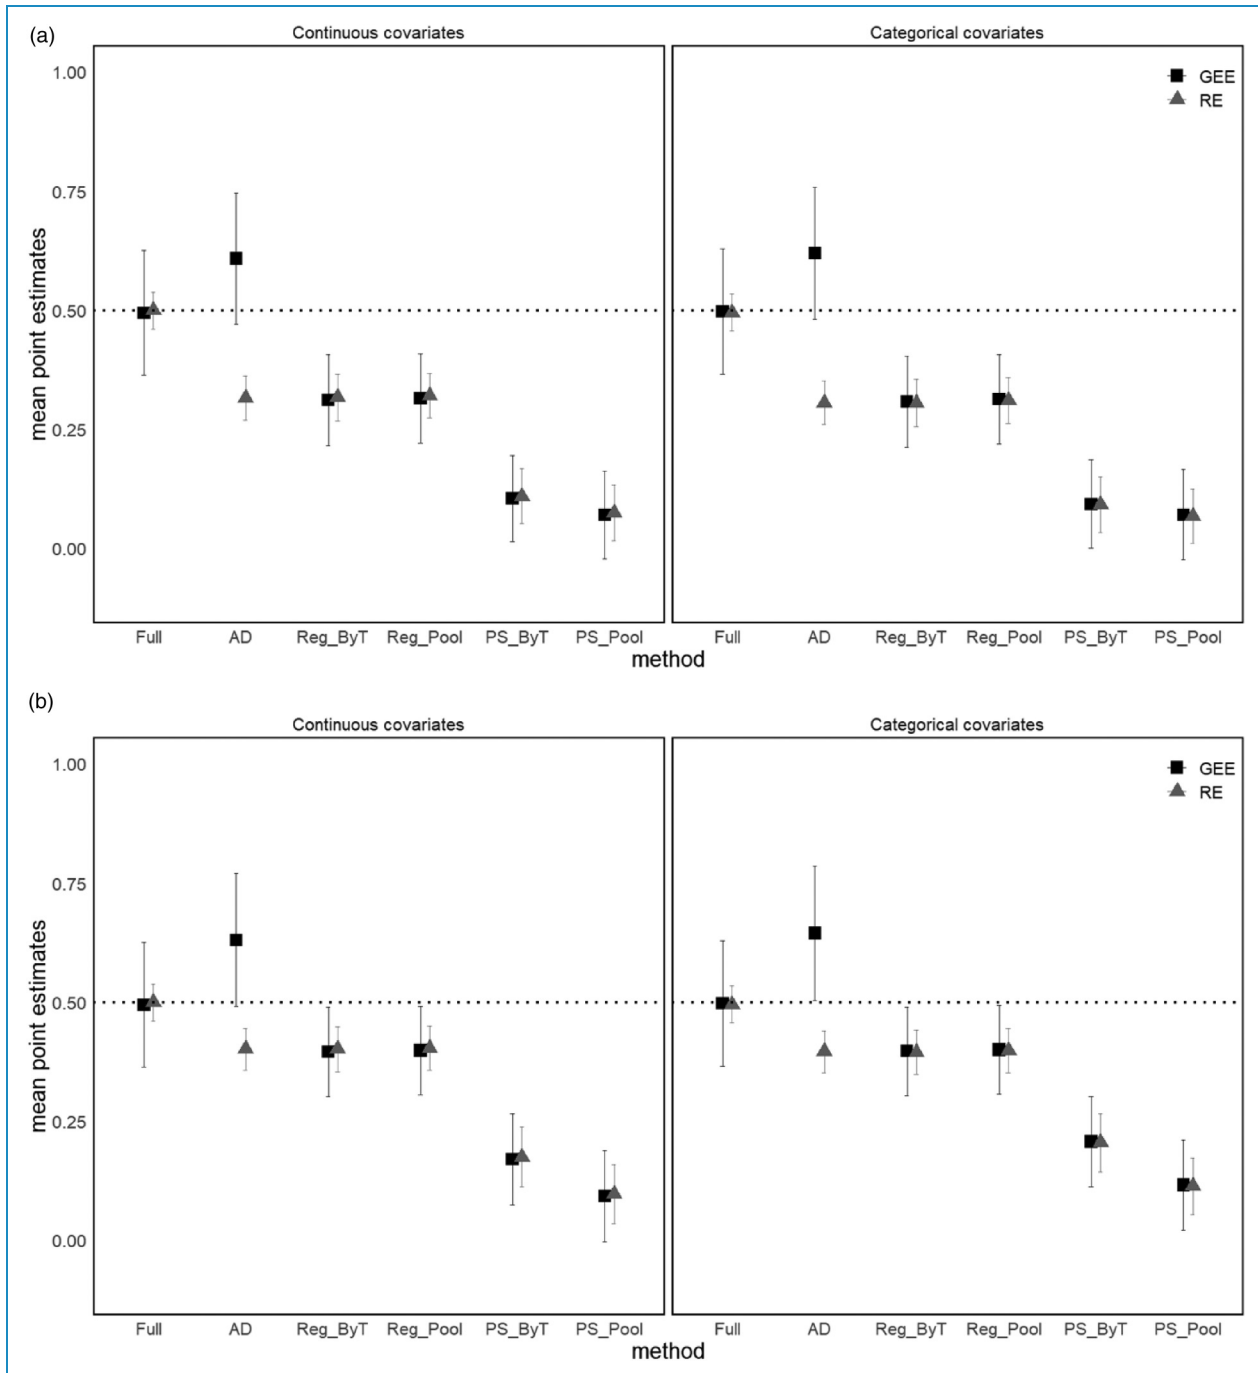 (a)
Continuous covariates
Categorical covariates
GEE
RE
1.00
0.75
0.50
0.25
0.00
mean point estimates
Full AD Reg_ByT Reg_Pool PS_ByT PS_Pool
Full AD Reg_ByT Reg_Pool PS_ByT PS_Pool
method
(b)
Continuous covariates
Categorical covariates
GEE
RE
1.00
0.75
0.50
0.25
0.00
mean point estimates
Full AD Reg_ByT Reg_Pool PS_ByT PS_Pool
Full AD Reg_ByT Reg_Pool PS_ByT PS_Pool
method